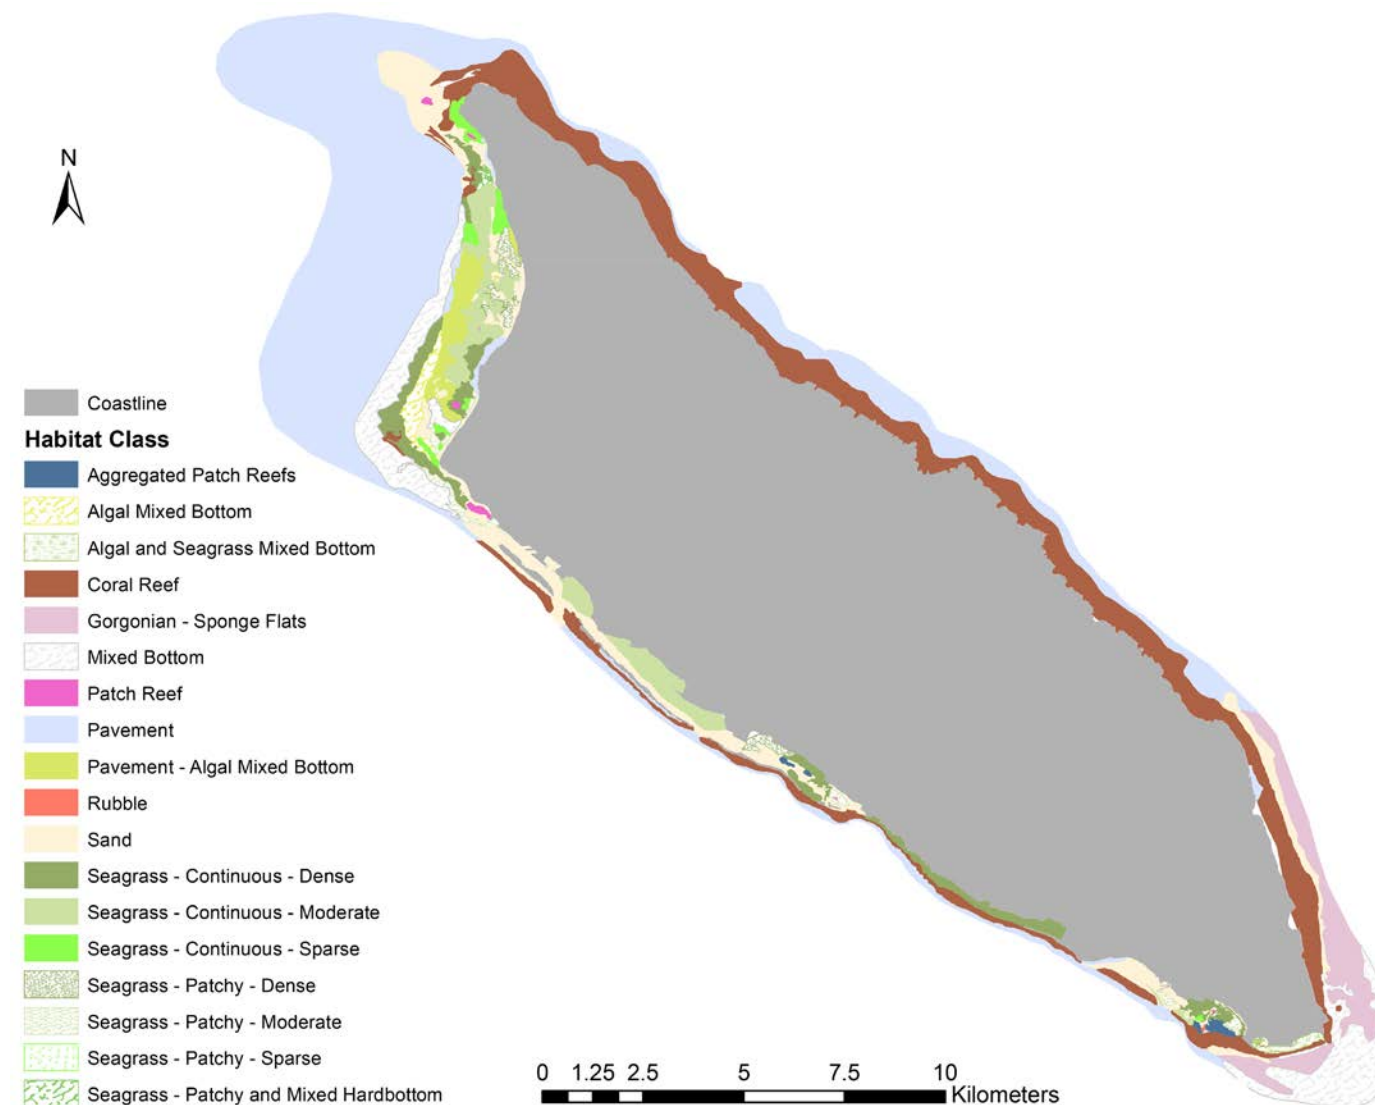 N
Coastline
Habitat Class
Aggregated Patch Reefs
Algal Mixed Bottom
Algal and Seagrass Mixed Bottom
Coral Reef
Gorgonian - Sponge Flats
Mixed Bottom
Patch Reef
Pavement
Pavement - Algal Mixed Bottom
Rubble
Sand
Seagrass - Continuous - Dense
Seagrass - Continuous - Moderate
Seagrass - Continuous - Sparse
Seagrass - Patchy - Dense
Seagrass - Patchy - Moderate
Seagrass - Patchy - Sparse
Seagrass - Patchy and Mixed Hardbottom
0 1.25 2.5 5 7.5 10
Kilometers